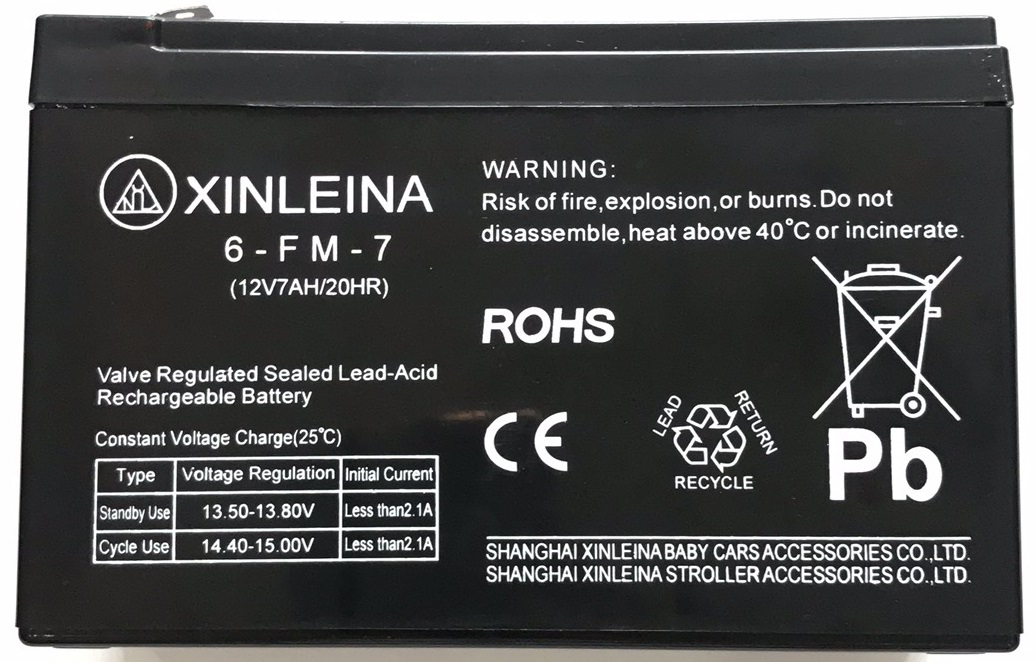 XINLEINA
6-FM-7
(12V7AH/20HR)
Valve Regulated Sealed Lead-Acid
Rechargeable Battery
Constant Voltage Charge(25°C)
Type Voltage Regulation Initial Current
Standby Use 13.50-13.80V Less than2.1A
Cycle Use 14.40-15.00V Less than2.1A
WARNING:
Risk of fire,explosion,or burns.Do not
disassemble,heat above 40°C or incinerate.
ROHS
CE
LEAD
RETURN
RECYCLE
Pb
SHANGHAI XINLEINA BABY CARS ACCESSORIES CO.,LTD.
SHANGHAI XINLEINA STROLLER ACCESSORIES CO.,LTD.